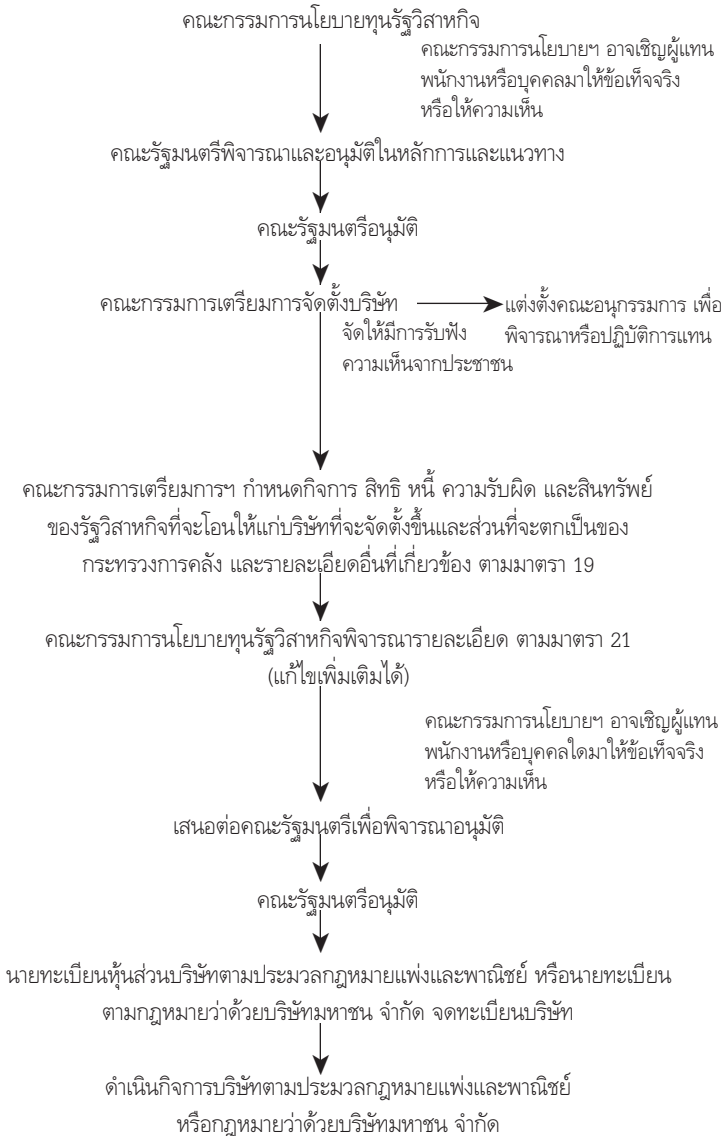 คณะกรรมการนโยบายทุนรัฐวิสาหกิจ
คณะกรรมการนโยบายฯ อาจเชิญผู้แทน
พนักงานหรือบุคคลมาให้ข้อเท็จจริง
หรือให้ความเห็น
คณะรัฐมนตรีพิจารณาและอนุมัติในหลักการและแนวทาง
คณะรัฐมนตรีอนุมัติ
คณะกรรมการเตรียมการจัดตั้งบริษัท
จัดให้มีการรับฟัง
ความเห็นจากประชาชน
แต่งตั้งคณะอนุกรรมการ เพื่อ
พิจารณาหรือปฏิบัติการแทน
คณะกรรมการเตรียมการฯ กำหนดกิจการ สิทธิ หนี้ ความรับผิด และสินทรัพย์
ของรัฐวิสาหกิจที่จะโอนให้แก่บริษัทที่จะจัดตั้งขึ้นและส่วนที่จะตกเป็นของ
กระทรวงการคลัง และรายละเอียดอื่นที่เกี่ยวข้อง ตามมาตรา 19
คณะกรรมการนโยบายทุนรัฐวิสาหกิจพิจารณารายละเอียด ตามมาตรา 21
(แก้ไขเพิ่มเติมได้)
คณะกรรมการนโยบายฯ อาจเชิญผู้แทน
พนักงานหรือบุคคลใดมาให้ข้อเท็จจริง
หรือให้ความเห็น
เสนอต่อคณะรัฐมนตรีเพื่อพิจารณาอนุมัติ
คณะรัฐมนตรีอนุมัติ
นายทะเบียนหุ้นส่วนบริษัทตามประมวลกฎหมายแพ่งและพาณิชย์ หรือนายทะเบียน
ตามกฎหมายว่าด้วยบริษัทมหาชน จำกัด จดทะเบียนบริษัท
ดำเนินกิจการบริษัทตามประมวลกฎหมายแพ่งและพาณิชย์
หรือกฎหมายว่าด้วยบริษัทมหาชน จำกัด